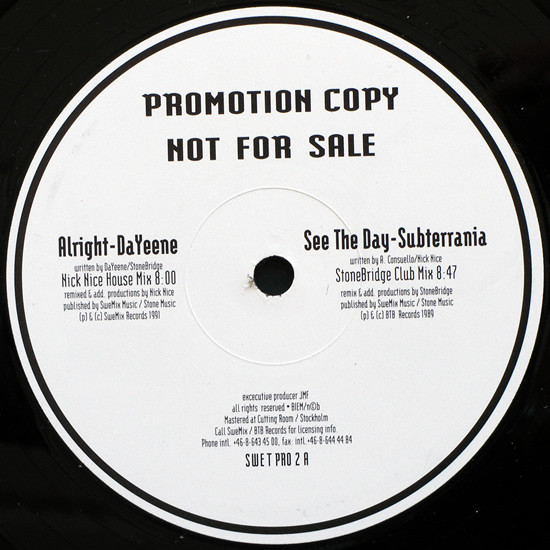 PROMOTION COPY
NOT FOR SALE
Alright-DaYeene
written by DaYeene/StoneBridge
Nick Nice House Mix 8:00
remixed & add. productions by Nick Nice
published by SweMix Music / Stone Music
(p) & (c) SweMix Records 1991
See The Day-Subterrania
written by A. Consuello/Nick Nice
StoneBridge Club Mix 8:47
remix & add. productions by StoneBridge
published by SweMix Music / Stone Music
(p) & (c) BTB Records 1989
excecutive producer JMF
all rights reserved • BIEM/n©b
Mastered at Cutting Room / Stockholm
Call SweMix / BTB Records for licensing info.
Phone intl. +46-8-643 45 00, fax intl.+46-8-644 44 84
SWET PRO 2 A